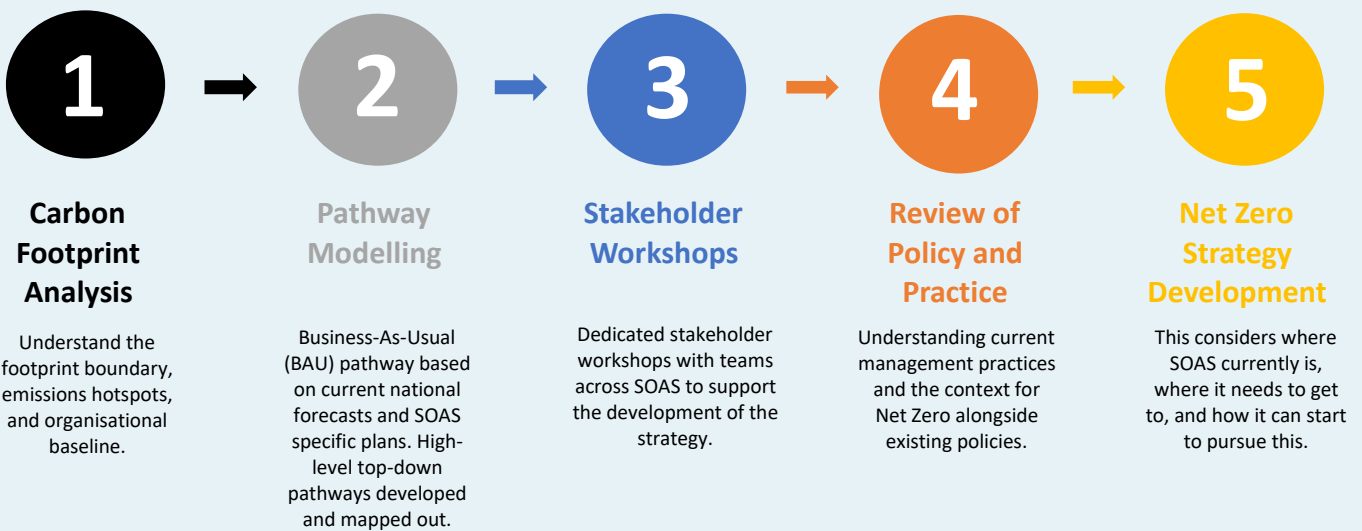 1
2
3
4
5
Carbon
Footprint
Analysis
Understand the
footprint boundary,
emissions hotspots,
and organisational
baseline.
Pathway
Modelling
Business-As-Usual
(BAU) pathway based
on current national
forecasts and SOAS
specific plans. High-
level top-down
pathways developed
and mapped out.
Stakeholder
Workshops
Dedicated stakeholder
workshops with teams
across SOAS to support
the development of the
strategy.
Review of
Policy and
Practice
Understanding current
management practices
and the context for
Net Zero alongside
existing policies.
Net Zero
Strategy
Development
This considers where
SOAS currently is,
where it needs to get
to, and how it can start
to pursue this.